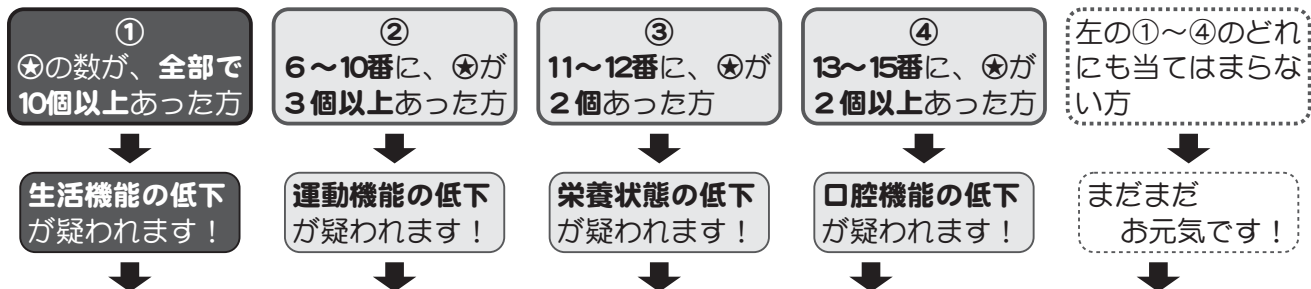 ①
✪の数が、全部で
10個以上あった方
②
6～10番に、✪が
3個以上あった方
③
11～12番に、✪が
2個あった方
④
13～15番に、✪が
2個以上あった方
左の①～④のどれ
にも当てはまらな
い方
生活機能の低下
が疑われます！
運動機能の低下
が疑われます！
栄養状態の低下
が疑われます！
口腔機能の低下
が疑われます！
まだまだ
お元気です！